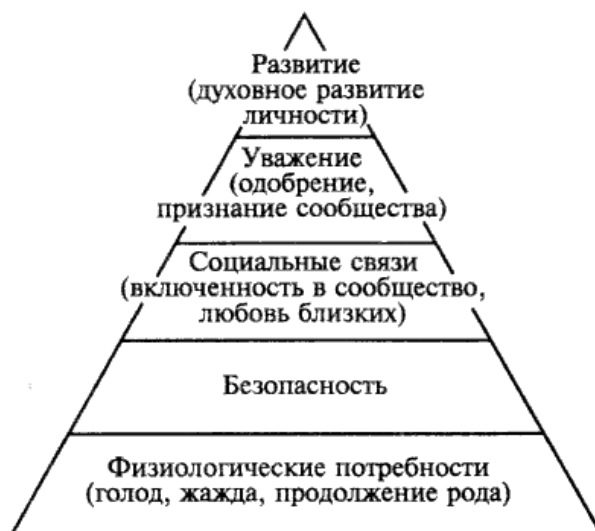 Развитие
(духовное развитие
личности)
Уважение
(одобрение,
признание сообщества)
Социальные связи
(включенность в сообщество,
любовь близких)
Безопасность
Физиологические потребности
(голод, жажда, продолжение рода)